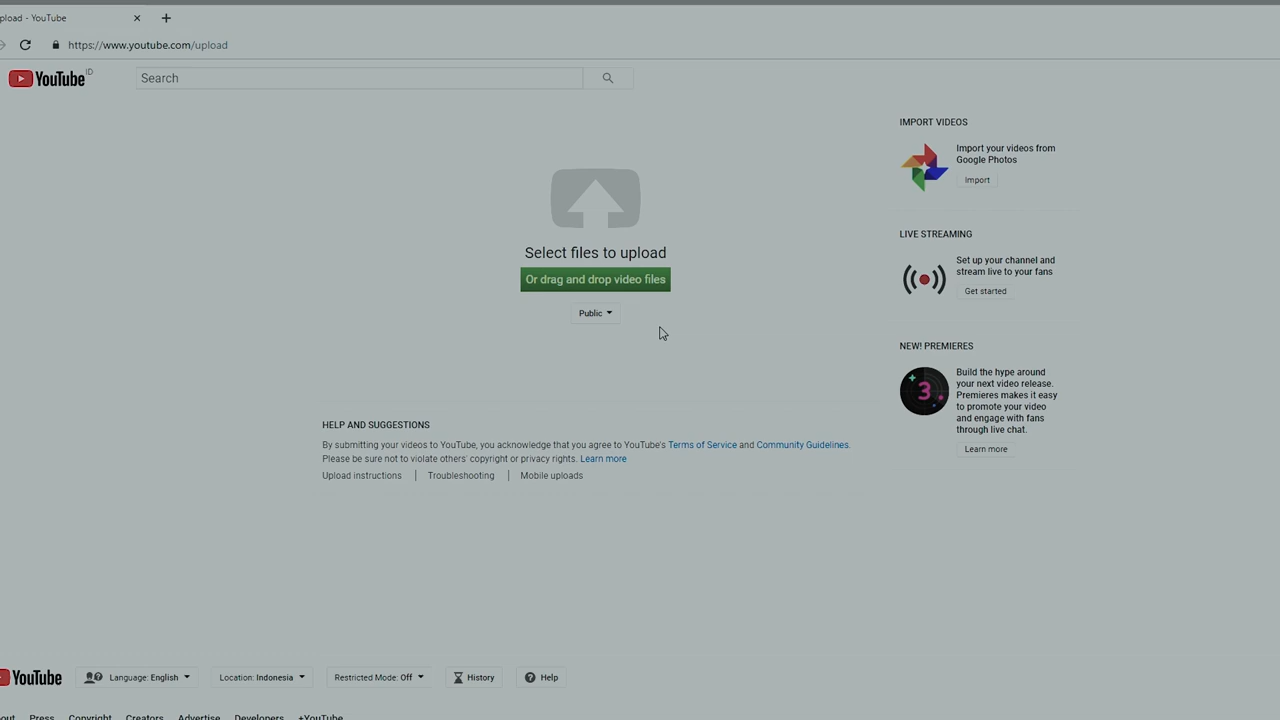 pload - YouTube
https://www.youtube.com/upload
YouTube ID
Search
Select files to upload
Or drag and drop video files
Public
IMPORT VIDEOS
Import your videos from
Google Photos
Import
LIVE STREAMING
Set up your channel and
stream live to your fans
Get started
NEW! PREMIERES
3
Build the hype around
your next video release.
Premieres makes it easy
to promote your video
and engage with fans
through live chat.
Learn more
HELP AND SUGGESTIONS
By submitting your videos to YouTube, you acknowledge that you agree to YouTube's Terms of Service and Community Guidelines.
Please be sure not to violate others' copyright or privacy rights. Learn more
Upload instructions | Troubleshooting | Mobile uploads
YouTube Language: English Location: Indonesia Restricted Mode: Off History Help
out Press Copyright Creators Advertise Developers +YouTube